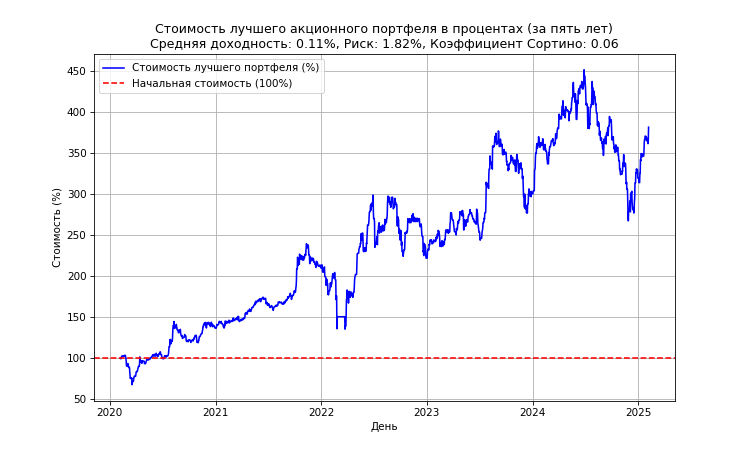 Стоимость лучшего акционного портфеля в процентах (за пять лет)
Средняя доходность: 0.11%, Риск: 1.82%, Коэффициент Сортино: 0.06
Стоимость лучшего портфеля (%)
Начальная стоимость (100%)
Стоимость (%)
450
400
350
300
250
200
150
100
50
2020
2021
2022
2023
2024
2025
День